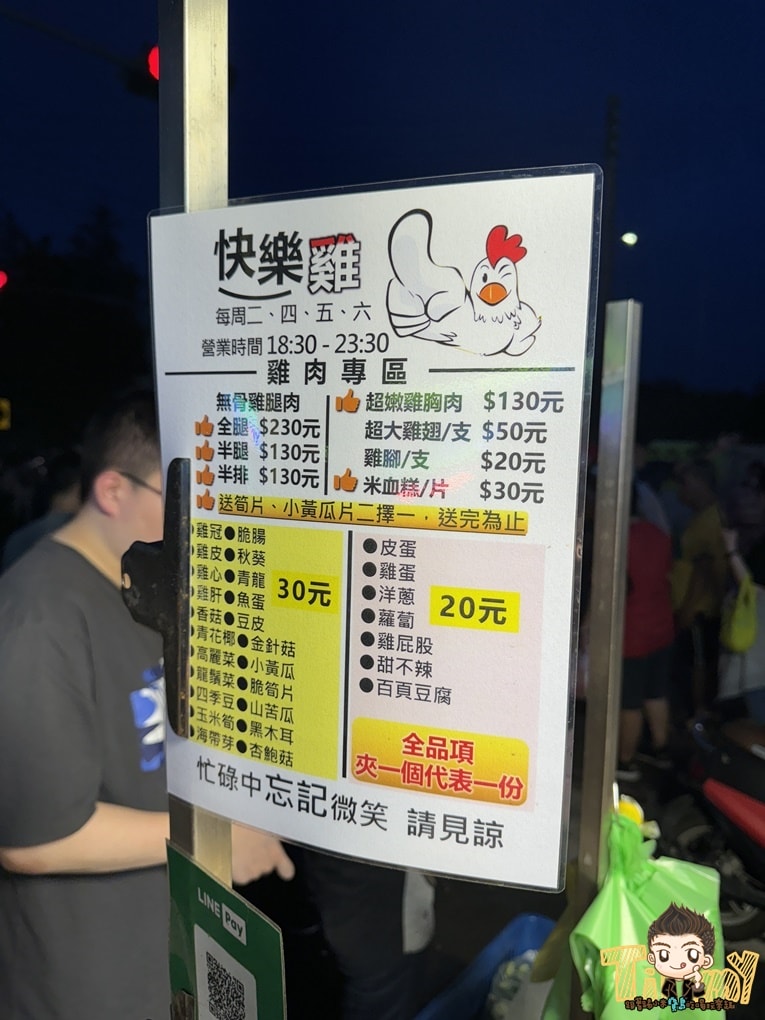 快樂雞
每周二、四、五、六
營業時間 18:30 - 23:30
雞肉專區
無骨雞腿肉
全腿 $230元
半腿 $130元
半排 $130元
超嫩雞胸肉 $130元
超大雞翅/支 $50元
雞腳/支 $20元
米血糕/片 $30元
送筍片、小黃瓜片二擇一，送完為止
雞冠●脆腸
雞皮●秋葵
雞心●青龍
雞肝●魚蛋
香菇●豆皮
青花椰●金針菇
高麗菜●小黃瓜
龍鬚菜●脆筍片
四季豆●山苦瓜
玉米筍●黑木耳
海帶芽●杏鮑菇
30元
●皮蛋
●雞蛋
●洋蔥
●蘿蔔
●雞屁股
●甜不辣
●百頁豆腐
20元
全品項
夾一個代表一份
忙碌中忘記微笑 請見諒
LINE Pay